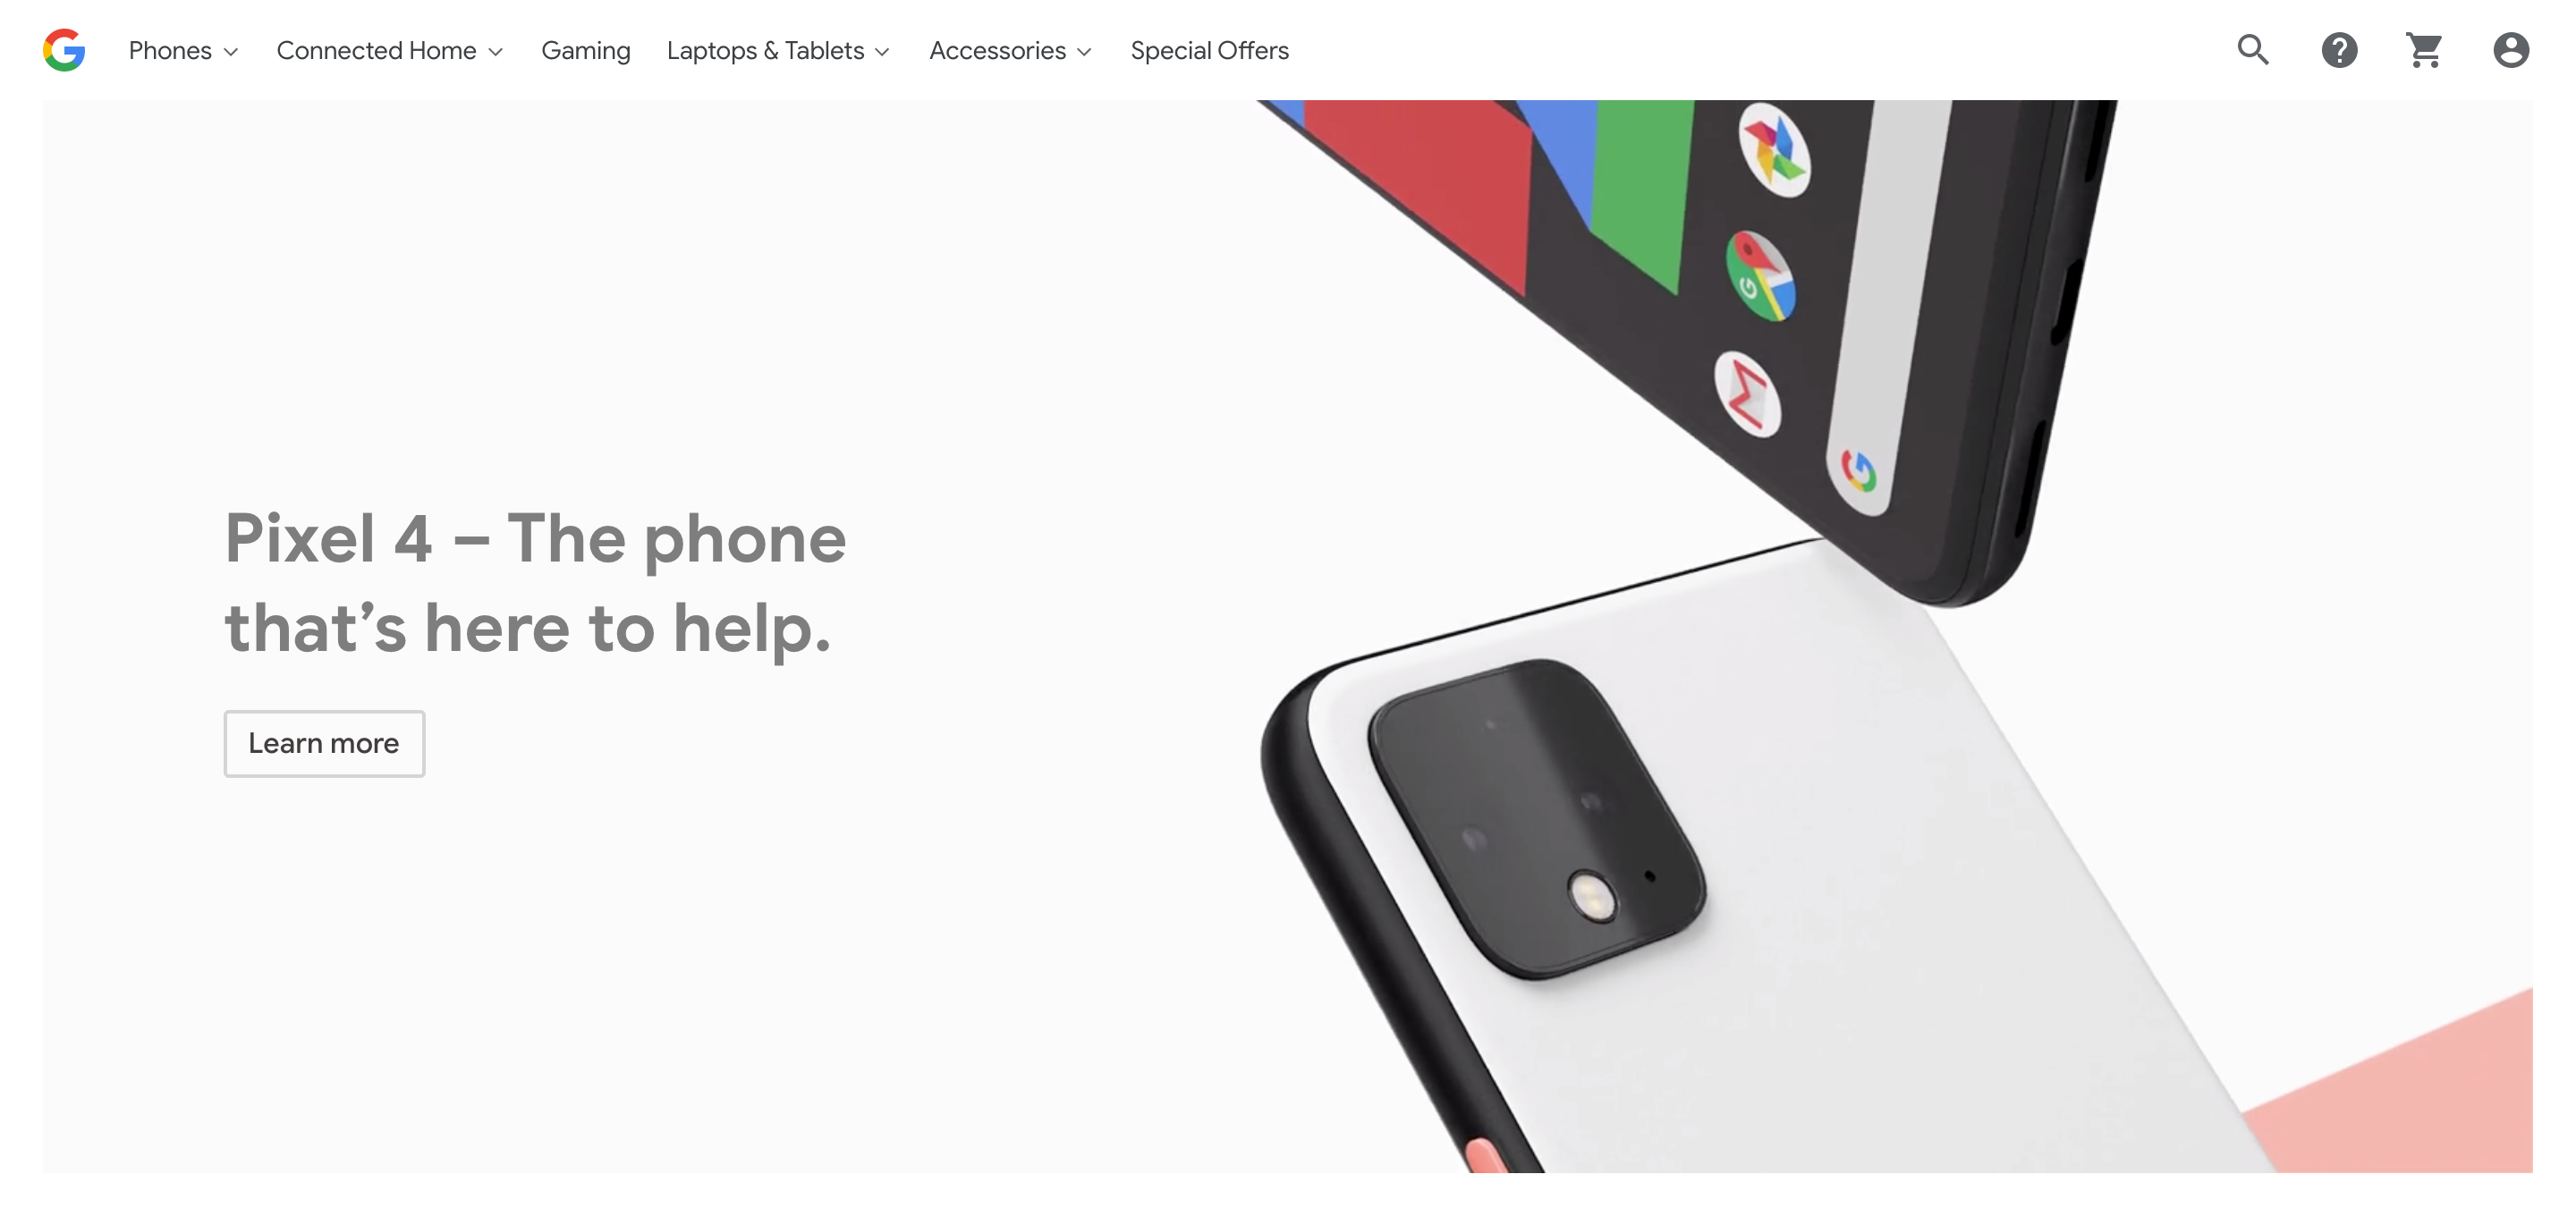 Phones
Connected Home
Gaming
Laptops & Tablets
Accessories
Special Offers
Pixel 4 – The phone
that’s here to help.
Learn more